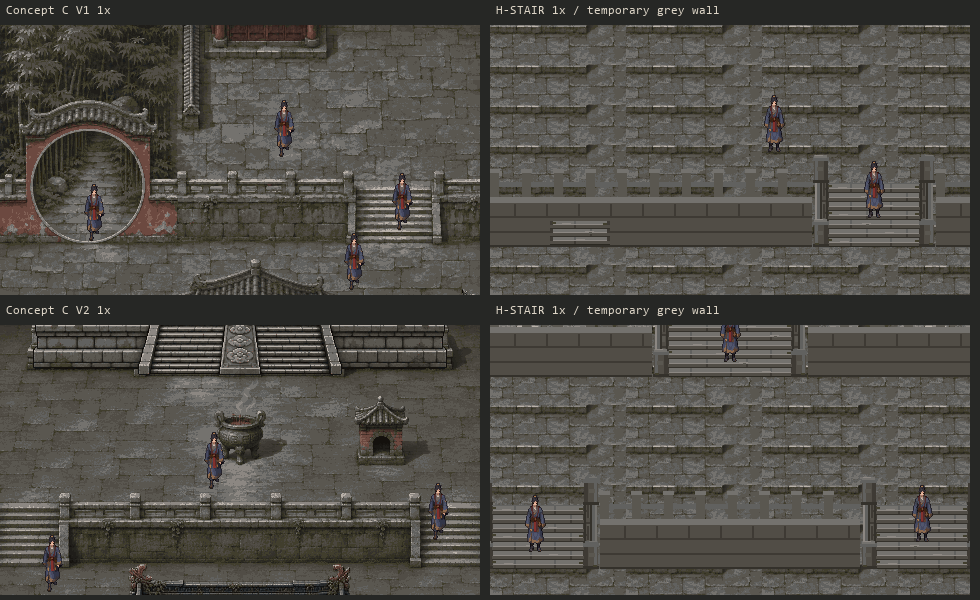 Concept C V1 1x
H-STAIR 1x / temporary grey wall
Concept C V2 1x
H-STAIR 1x / temporary grey wall